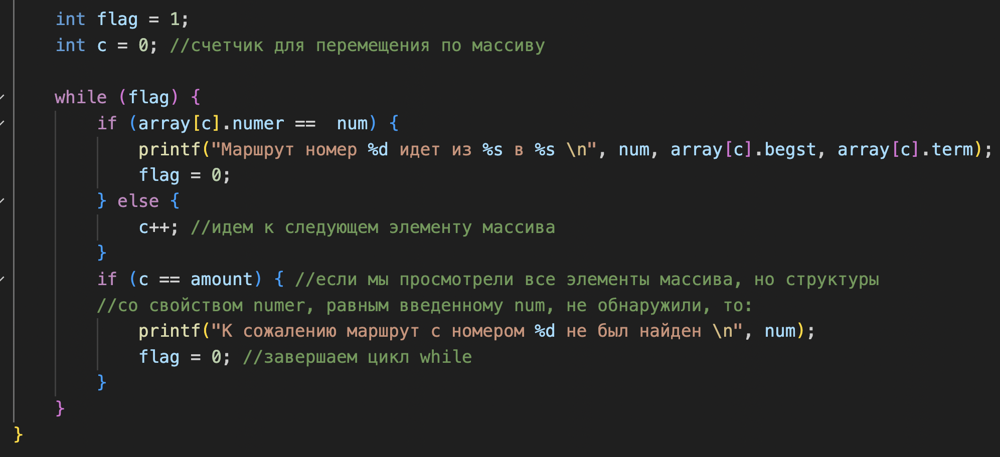 int flag = 1;
int c = 0; //счетчик для перемещения по массиву
while (flag) {
if (array[c].numer ==  num) {
printf("Маршрут номер %d идет из %s в %s \n", num, array[c].begst, array[c].term);
flag = 0;
} else {
c++; //идем к следующем элементу массива
}
if (c == amount) { //если мы просмотрели все элементы массива, но структуры
//со свойством numer, равным введенному num, не обнаружили, то:
printf("К сожалению маршрут с номером %d не был найден \n", num);
flag = 0; //завершаем цикл while
}
}
}